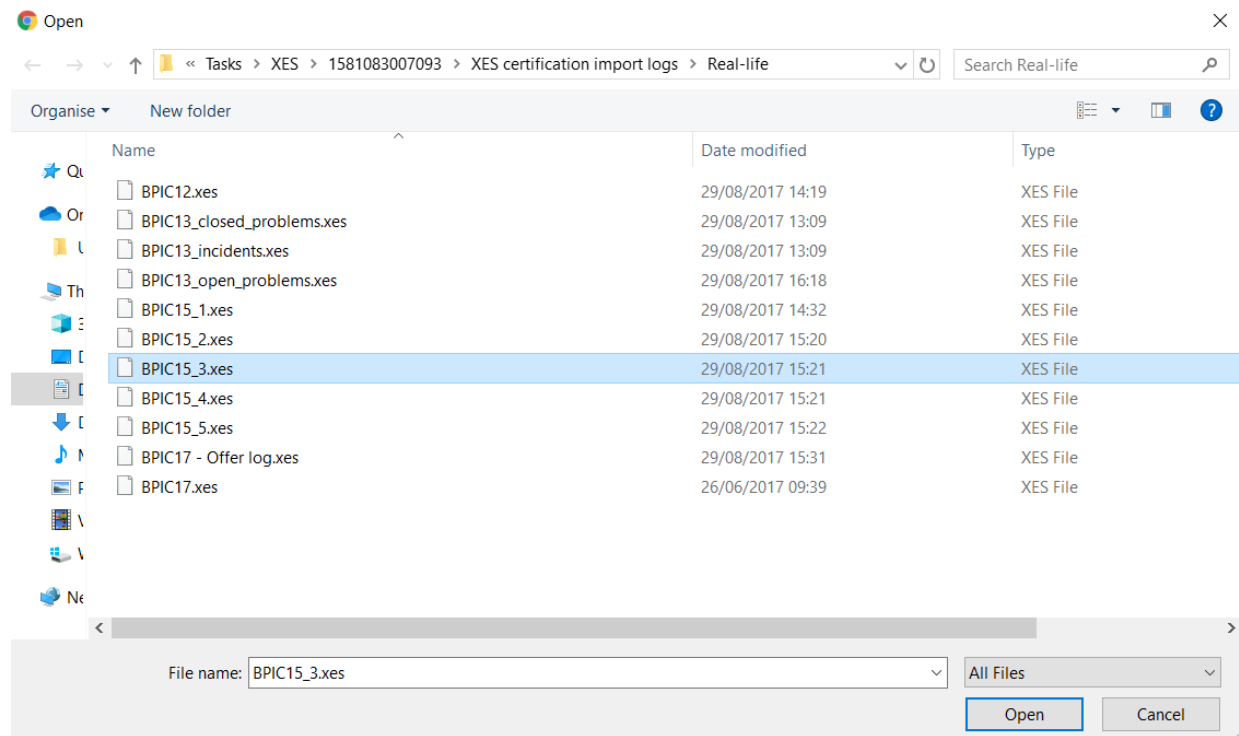 Open
« Tasks > XES > 1581083007093 > XES certification import logs > Real-life
Search Real-life
Organise New folder
?
Name Date modified Type
BPIC12.xes 29/08/2017 14:19 XES File
BPIC13_closed_problems.xes 29/08/2017 13:09 XES File
BPIC13_incidents.xes 29/08/2017 13:09 XES File
BPIC13_open_problems.xes 29/08/2017 16:18 XES File
BPIC15_1.xes 29/08/2017 14:32 XES File
BPIC15_2.xes 29/08/2017 15:20 XES File
BPIC15_3.xes 29/08/2017 15:21 XES File
BPIC15_4.xes 29/08/2017 15:21 XES File
BPIC15_5.xes 29/08/2017 15:22 XES File
BPIC17 - Offer log.xes 29/08/2017 15:31 XES File
BPIC17.xes 26/06/2017 09:39 XES File
File name: BPIC15_3.xes All Files
Open Cancel